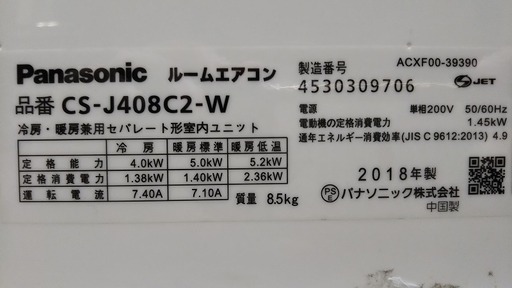 Panasonic ルームエアコン
品番 CS-J408C2-W
冷房・暖房兼用セパレート形室内ユニット
冷房 暖房標準 暖房低温
定格能力 4.0kW 5.0kW 5.2kW
定格消費電力 1.38kW 1.40kW 2.36kW
運転電流 7.40A 7.10A
質量 8.5kg
製造番号 ACXF00-39390
4530309706 JET
電源 単相200V 50/60Hz
電動機の定格消費電力 1.45kW
通年エネルギー消費効率(JIS C 9612:2013) 4.9
2018年製
PSE パナソニック株式会社
中国製